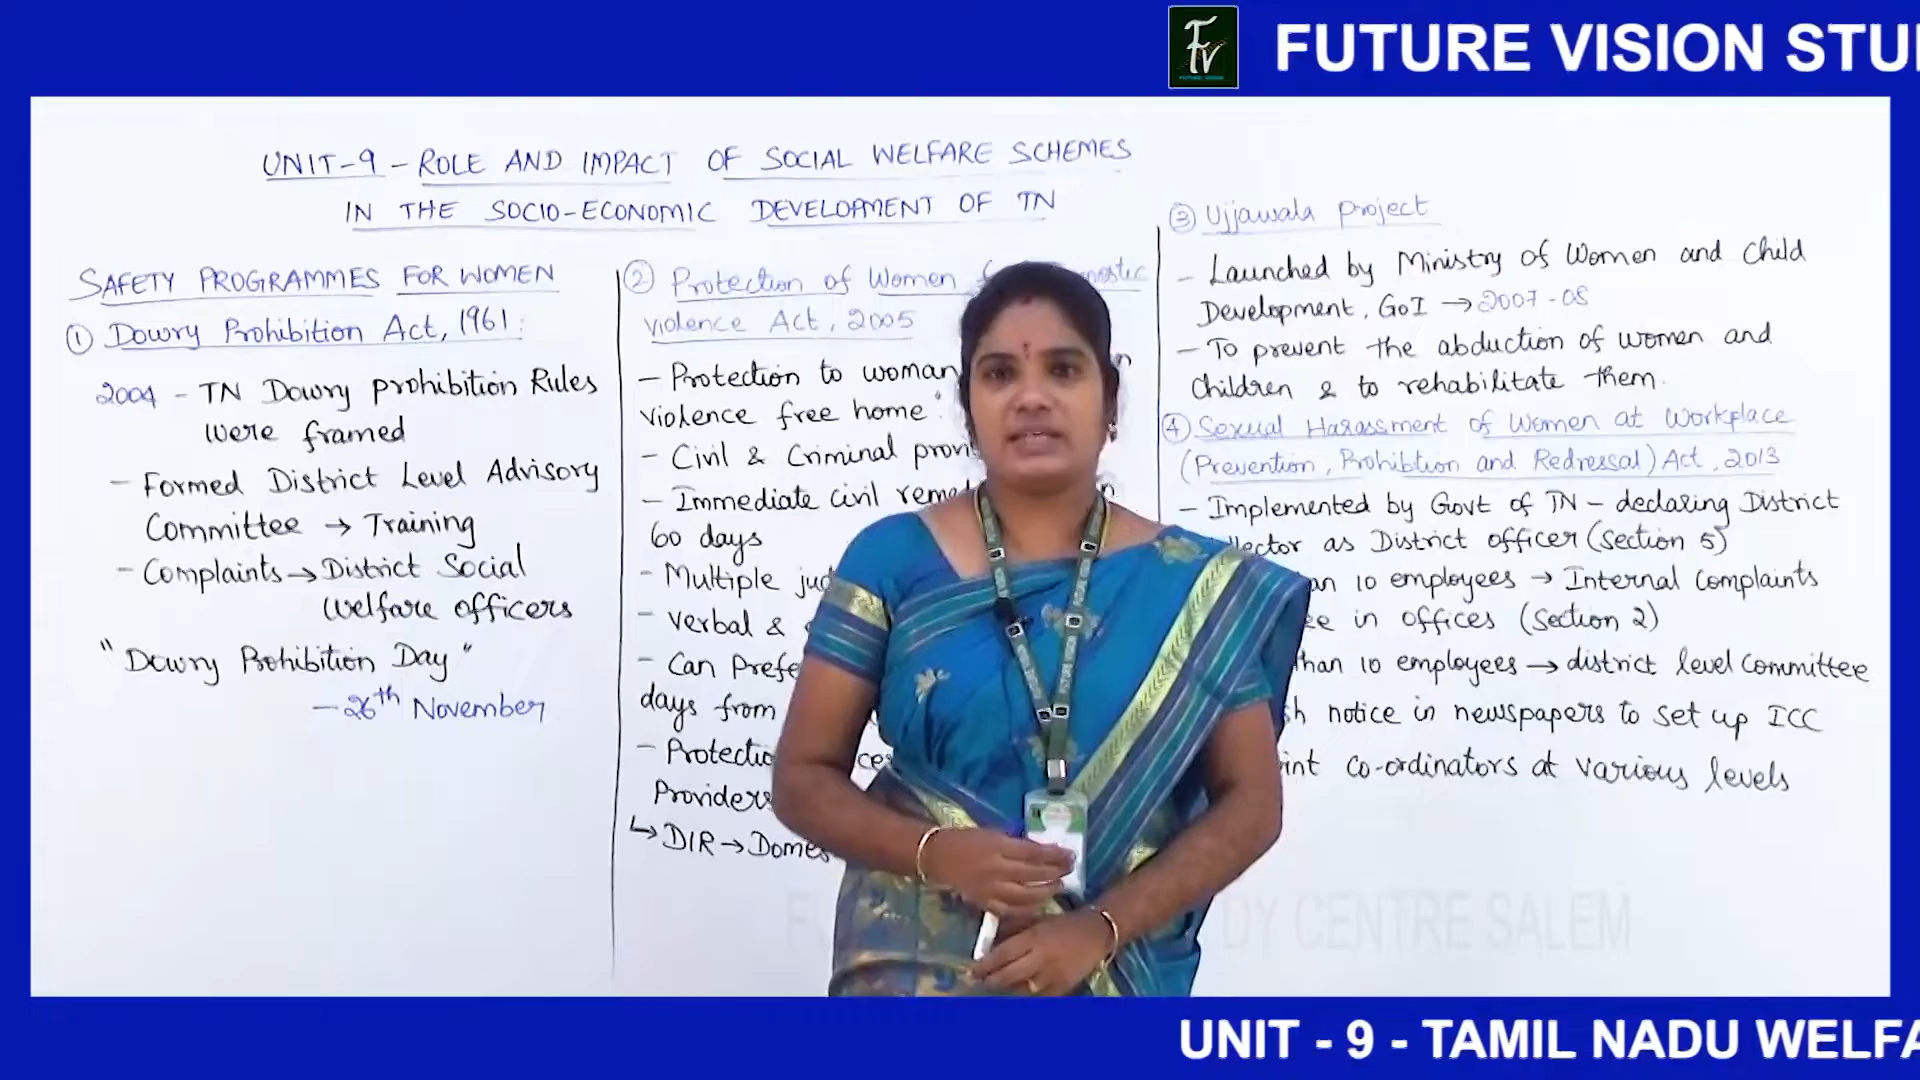 FV
FUTURE VISION STU
UNIT-9 - ROLE AND IMPACT OF SOCIAL WELFARE SCHEMES
IN THE SOCIO-ECONOMIC DEVELOPMENT OF TN
SAFETY PROGRAMMES FOR WOMEN
① Dowry Prohibition Act, 1961:
2004 - TN Dowry prohibition Rules
were framed
- Formed District Level Advisory
Committee → Training
- Complaints → District Social
Welfare officers
"Dowry Prohibition Day"
- 26th November
② Protection of Women
violence Act, 2005
- Protection to woman
violence free home
- Civil & Criminal
- Immediate civil
60 days
- Multiple
- Verbal &
- Can
days from
-
Providers
↳ DIR →
③ Ujjawala project
- Launched by Ministry of Women and Child
Development, GoI → 2007-08
- To prevent the abduction of women and
Children & to rehabilitate them.
④ Sexual Harassment of Women at Workplace
(Prevention, Prohibtion and Redressal) Act, 2013
- Implemented by Govt of TN - declaring District
as District officer (Section 5)
10 employees → Internal Complaints
in offices (Section 2)
than 10 employees → district level Committee
notice in newspapers to set up ICC
co-ordinators at various levels
DY CENTRE SALEM
UNIT - 9 - TAMIL NADU WELFA